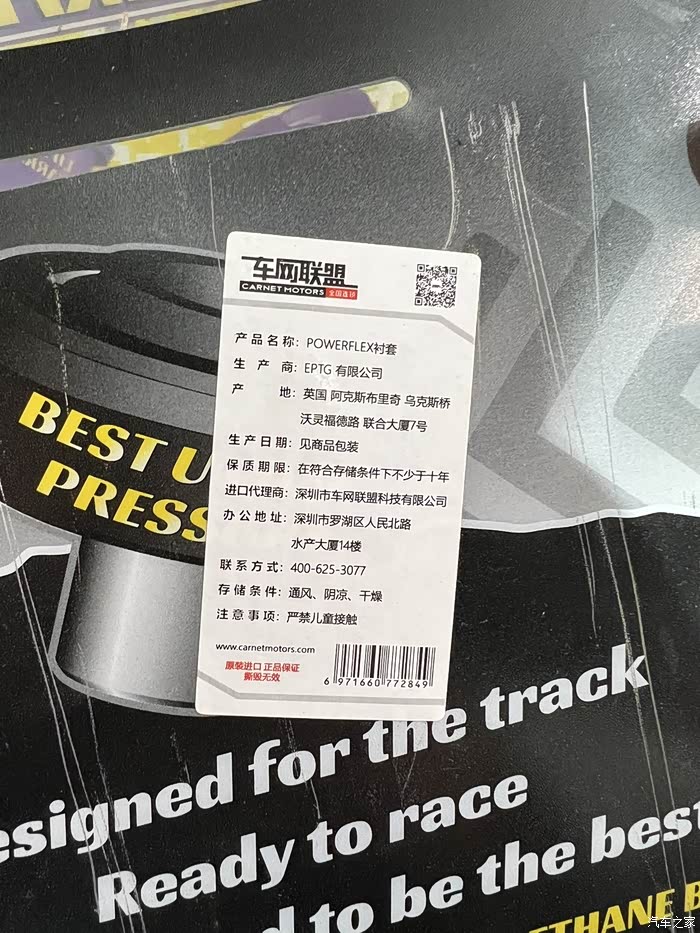 车网联盟
CARNET MOTORS 全国连锁
产品名称：POWERFLEX衬套
生产商：EPTG 有限公司
产地：英国 阿克斯布里奇 乌克斯桥
沃灵福德路 联合大厦7号
生产日期：见商品包装
保质期限：在符合存储条件下不少于十年
进口代理商：深圳市车网联盟科技有限公司
办公地址：深圳市罗湖区人民北路
水产大厦14楼
联系方式：400-625-3077
存储条件：通风、阴凉、干燥
注意事项：严禁儿童接触
www.carnetmotors.com
原装进口 正品保证
撕毁无效
6 971660 772849
BEST U
PRESS
esigned for the track
Ready to race
d to be the best
ETHANE B
汽车之家